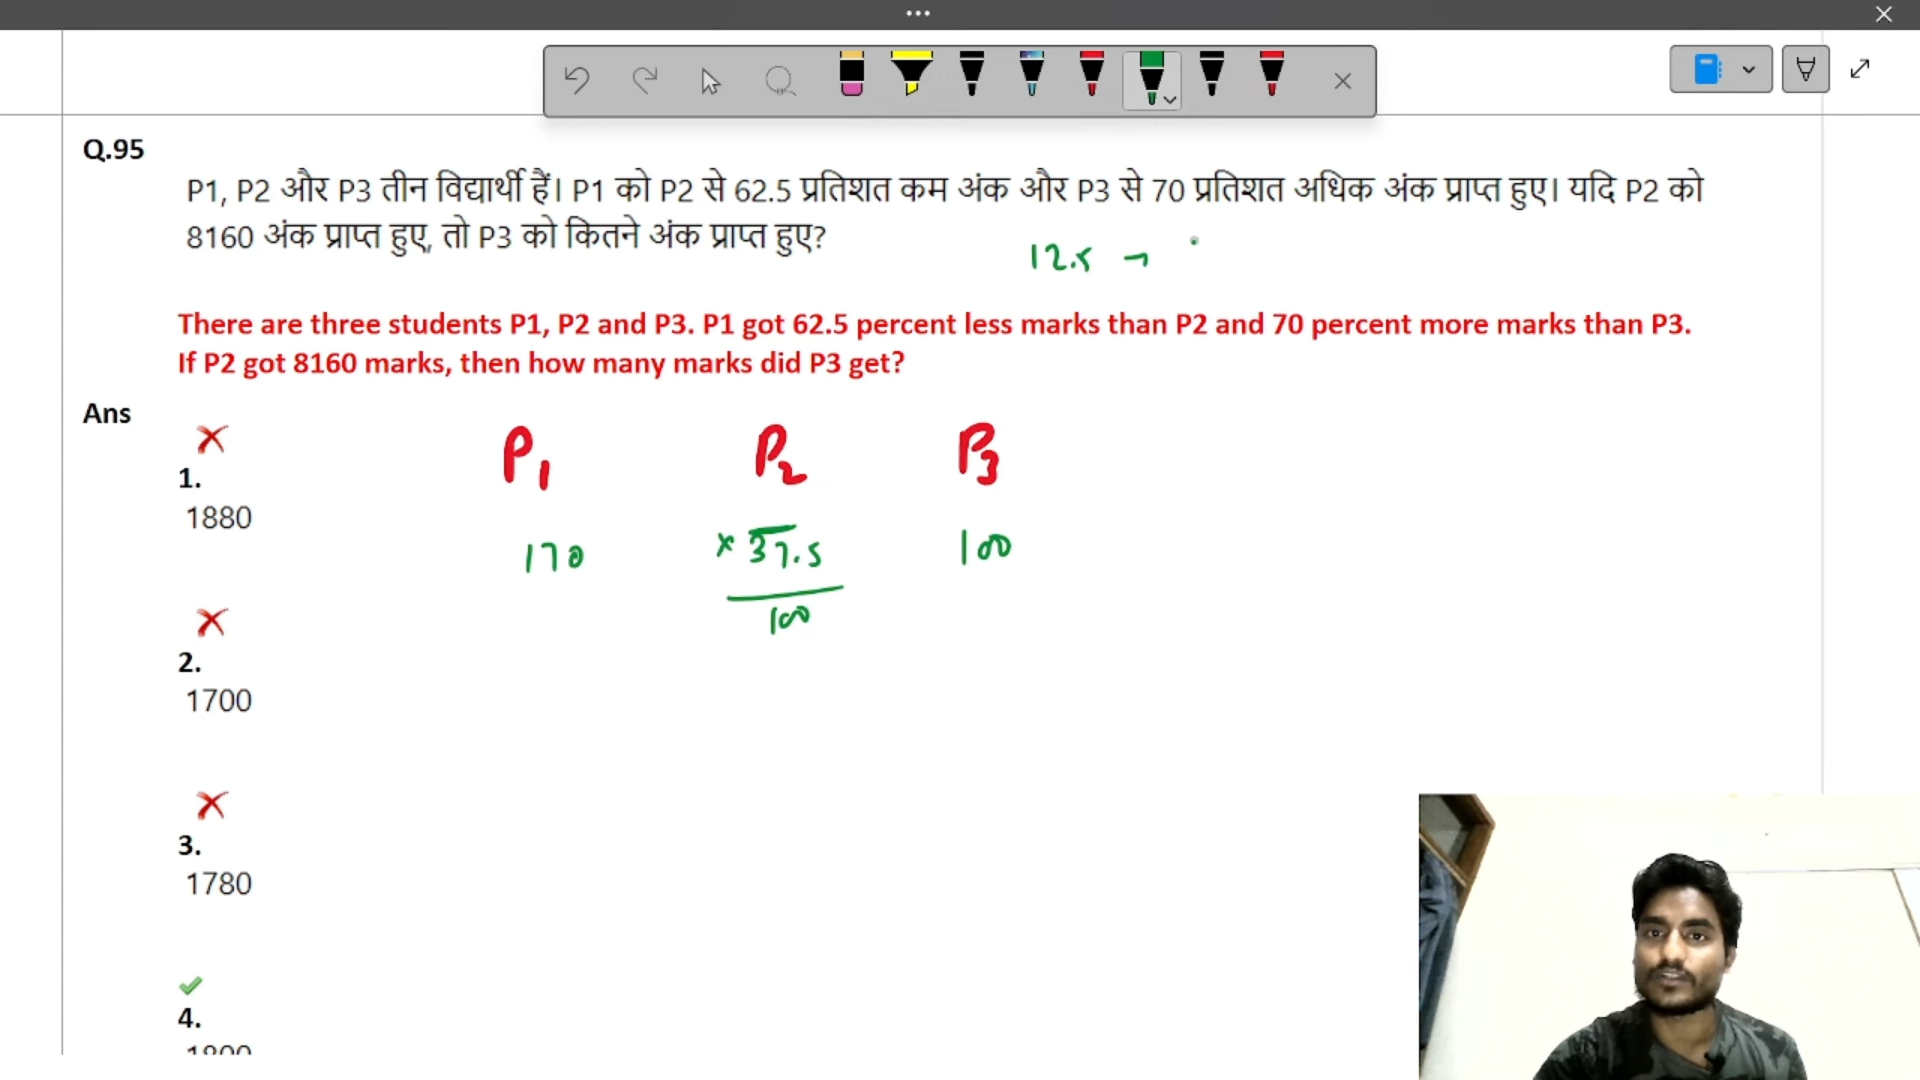 Q.95
P1, P2 और P3 तीन विद्यार्थी हैं। P1 को P2 से 62.5 प्रतिशत कम अंक और P3 से 70 प्रतिशत अधिक अंक प्राप्त हुए। यदि P2 को
8160 अंक प्राप्त हुए, तो P3 को कितने अंक प्राप्त हुए?
12.5 →
There are three students P1, P2 and P3. P1 got 62.5 percent less marks than P2 and 70 percent more marks than P3.
If P2 got 8160 marks, then how many marks did P3 get?
Ans
P1 P2 P3
1.
1880
170 × 37.5 100
100
2.
1700
3.
1780
4.